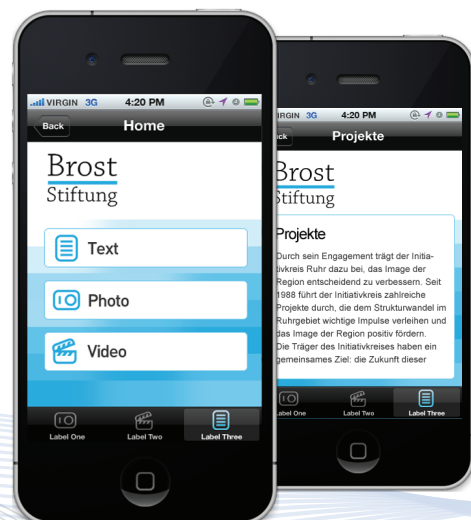 VIRGIN 3G 4:20 PM
Back Home
Brost
Stiftung
Text
Photo
Video
Label One Label Two Label Three
3G 4:20 PM
Projekte
Brost
Stiftung
Projekte
Durch sein Engagement trägt der Initia-
tivkreis Ruhr dazu bei, das Image der
Region entscheidend zu verbessern. Seit
1988 führt der Initiativkreis zahlreiche
Projekte durch, die dem Strukturwandel im
Ruhrgebiet wichtige Impulse verleihen und
das Image der Region positiv fördern.
Die Träger des Initiativkreises haben ein
gemeinsames Ziel: die Zukunft dieser
Label One Label Two Label Three